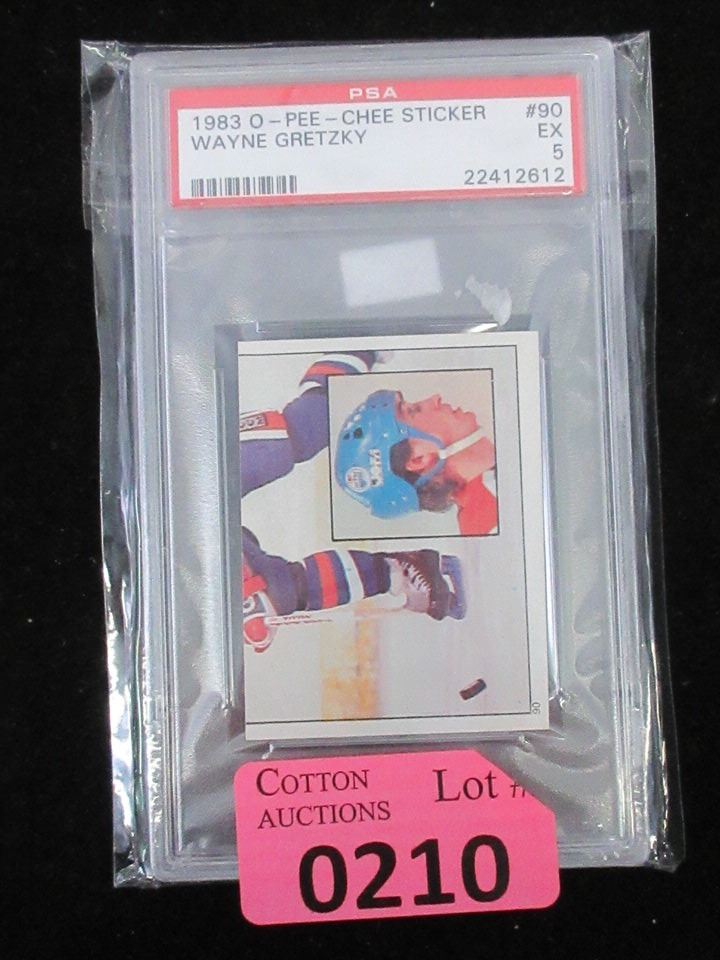 PSA
1983 O-PEE-CHEE STICKER #90
WAYNE GRETZKY EX
5
22412612
90
COTTON
AUCTIONS
Lot #
0210